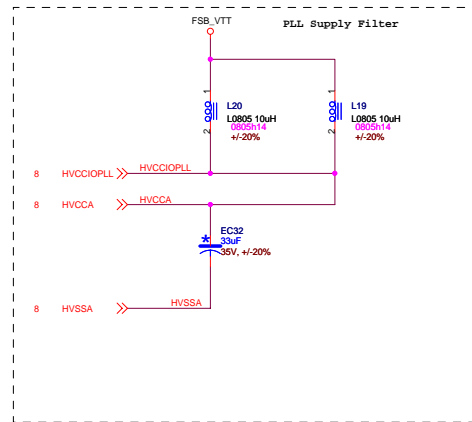 FSB_VTT
PLL Supply Filter
1
1
L20
L19
L0805 10uH
L0805 10uH
0805h14
0805h14
2
2
+/-20%
+/-20%
8 HVCCIOPLL HVCCIOPLL
8 HVCCA HVCCA
EC32
*
33uF
35V, +/-20%
8 HVSSA HVSSA